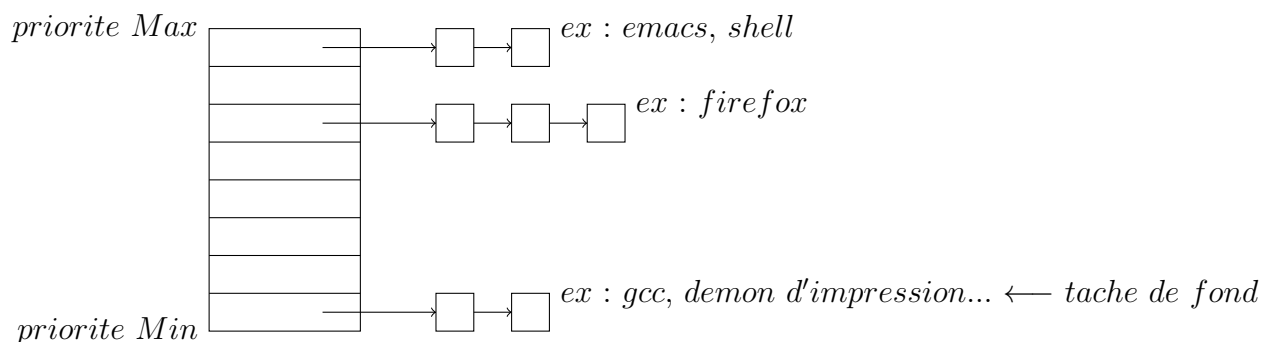 priorite Max
ex : emacs, shell
ex : firefox
ex : gcc, demon d'impression... ⟵ tache de fond
priorite Min